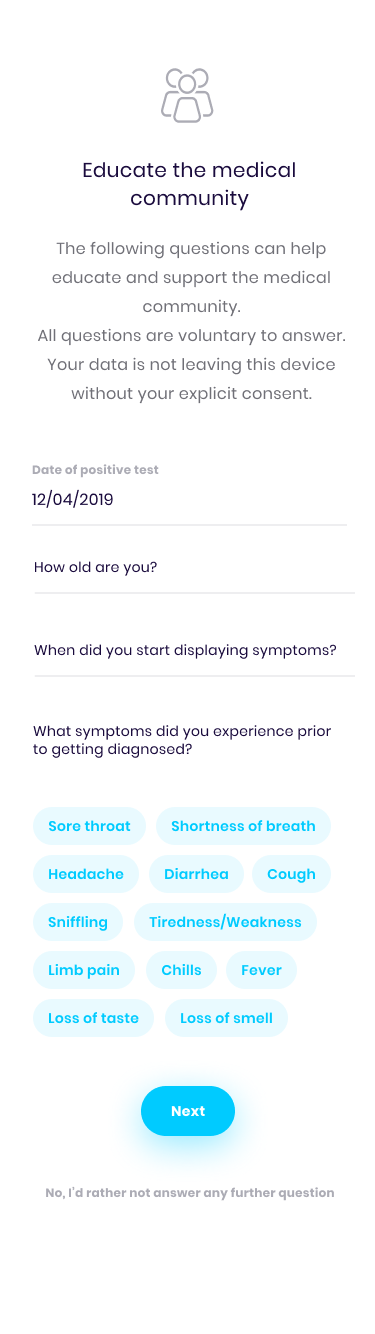 Educate the medical
community
The following questions can help
educate and support the medical
community.
All questions are voluntary to answer.
Your data is not leaving this device
without your explicit consent.
Date of positive test
12/04/2019
How old are you?
When did you start displaying symptoms?
What symptoms did you experience prior
to getting diagnosed?
Sore throat Shortness of breath
Headache Diarrhea Cough
Sniffling Tiredness/Weakness
Limb pain Chills Fever
Loss of taste Loss of smell
Next
No, I'd rather not answer any further question